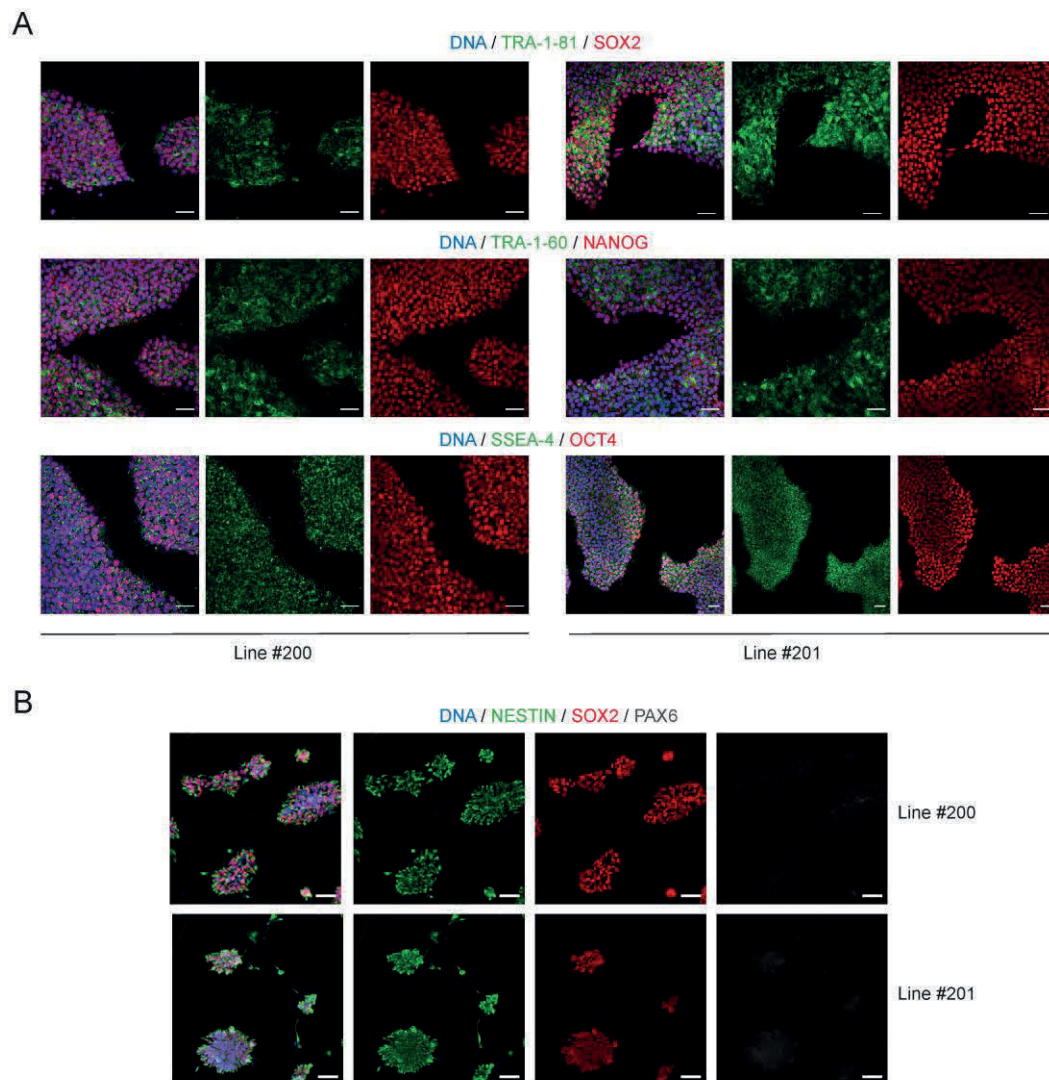 A
DNA / TRA-1-81 / SOX2
DNA / TRA-1-60 / NANOG
DNA / SSEA-4 / OCT4
Line #200
Line #201
B
DNA / NESTIN / SOX2 / PAX6
Line #200
Line #201